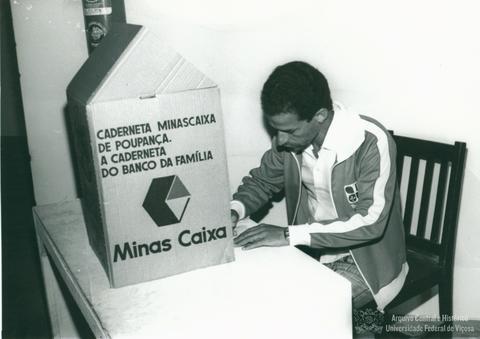 CADERNETA MINASCAIXA
DE POUPANÇA.
A CADERNETA
DO BANCO DA FAMÍLIA
Minas Caixa
Arquivo Central e Histórico
Universidade Federal de Viçosa